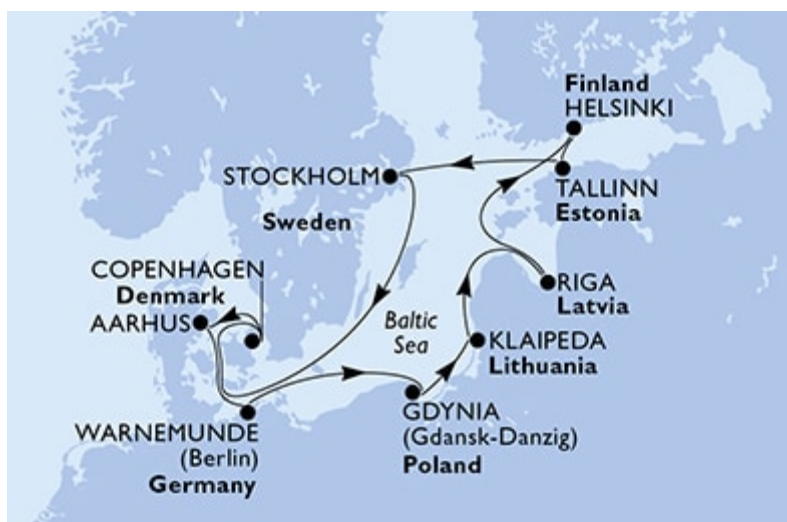 Finland
HELSINKI
STOCKHOLM
Sweden
TALLINN
Estonia
COPENHAGEN
Denmark
AARHUS
RIGA
Latvia
Baltic
Sea
KLAIPEDA
Lithuania
GDYNIA
(Gdansk-Danzig)
Poland
WARNEMUNDE
(Berlin)
Germany